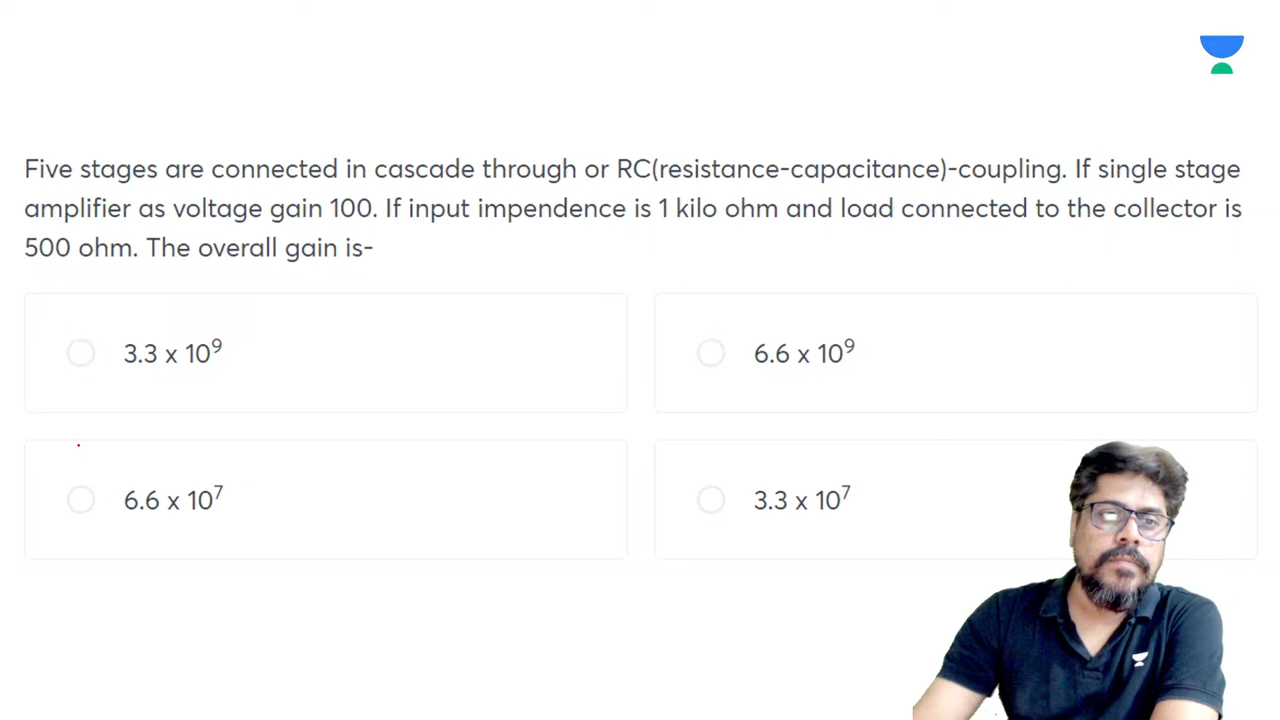 Five stages are connected in cascade through or RC(resistance-capacitance)-coupling. If single stage
amplifier as voltage gain 100. If input impendence is 1 kilo ohm and load connected to the collector is
500 ohm. The overall gain is-
3.3 x 10⁹
6.6 x 10⁹
6.6 x 10⁷
3.3 x 10⁷